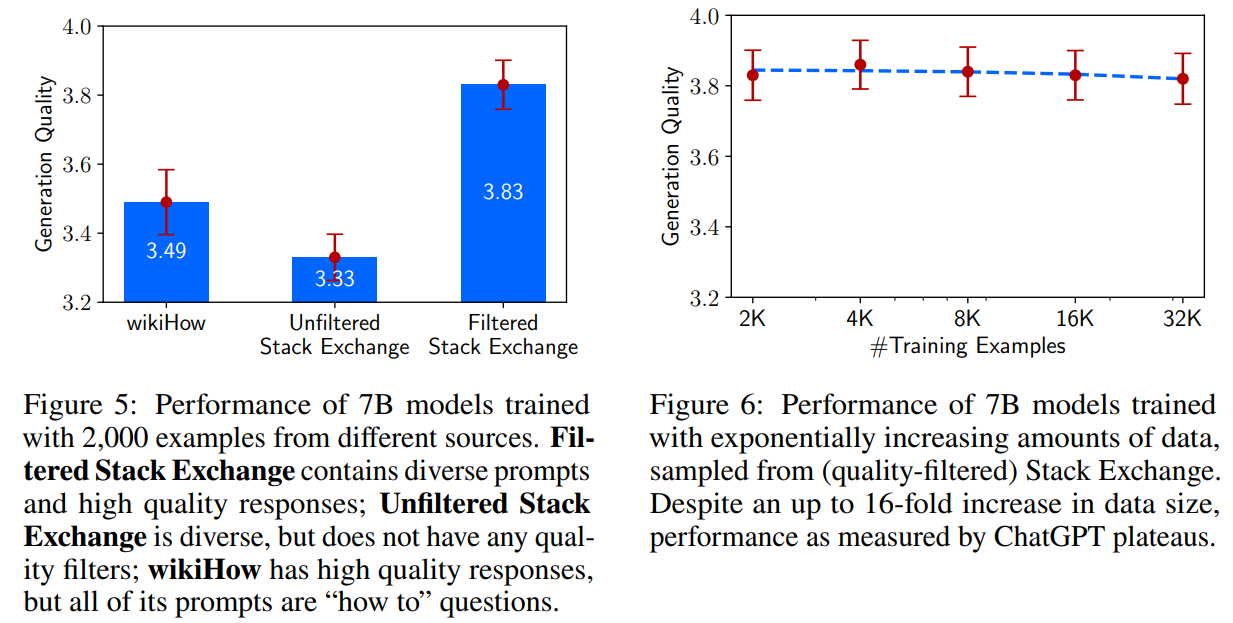 4.0
3.8
3.6
3.4
3.2
Generation Quality
3.49
3.33
3.83
wikiHow
Unfiltered
Stack Exchange
Filtered
Stack Exchange
Figure 5: Performance of 7B models trained
with 2,000 examples from different sources. Fil-
tered Stack Exchange contains diverse prompts
and high quality responses; Unfiltered Stack
Exchange is diverse, but does not have any qual-
ity filters; wikiHow has high quality responses,
but all of its prompts are “how to” questions.
4.0
3.8
3.6
3.4
3.2
Generation Quality
2K
4K
8K
16K
32K
#Training Examples
Figure 6: Performance of 7B models trained
with exponentially increasing amounts of data,
sampled from (quality-filtered) Stack Exchange.
Despite an up to 16-fold increase in data size,
performance as measured by ChatGPT plateaus.